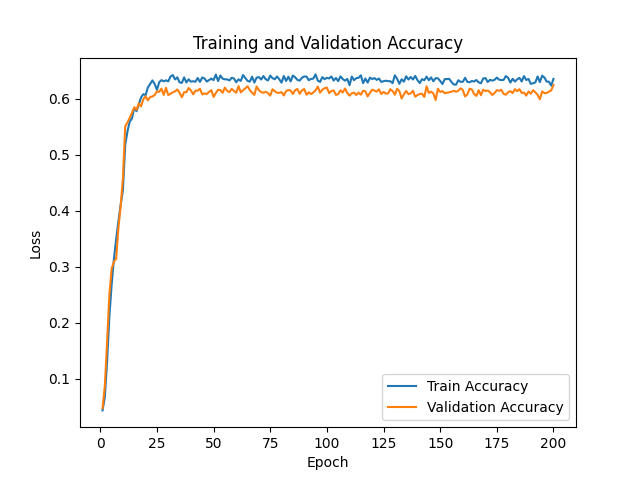 Training and Validation Accuracy
0.6
0.5
0.4
0.3
0.2
0.1
Loss
Train Accuracy
Validation Accuracy
0 25 50 75 100 125 150 175 200
Epoch